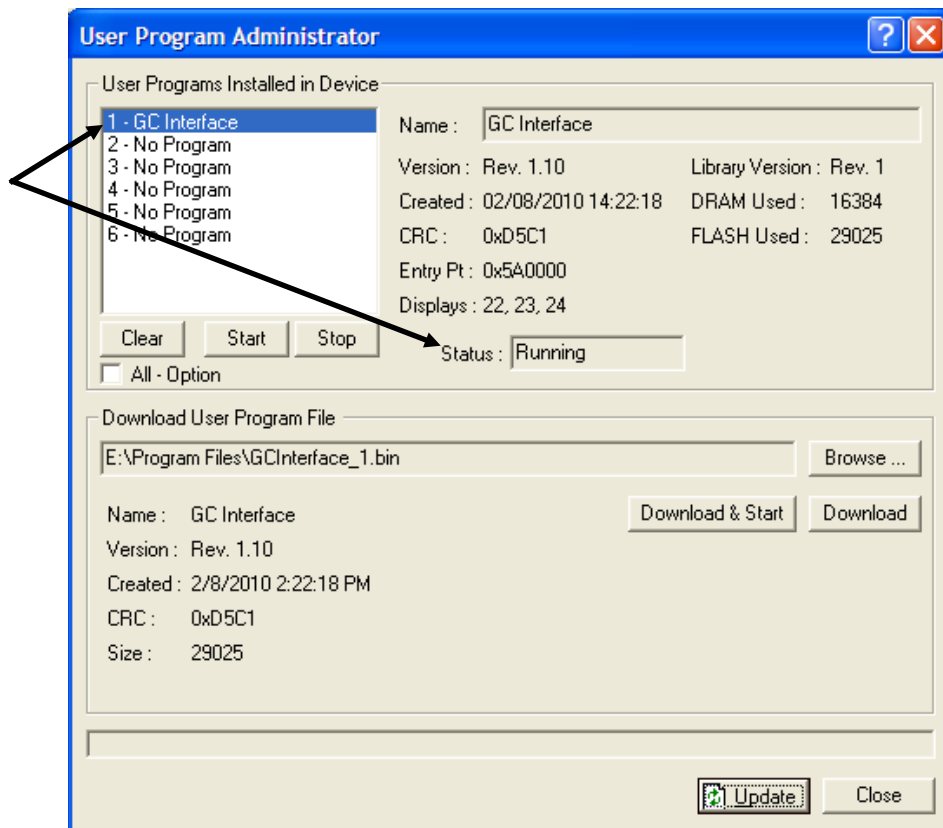 User Program Administrator
User Programs Installed in Device
1 - GC Interface
2 - No Program
3 - No Program
4 - No Program
5 - No Program
6 - No Program
Name : GC Interface
Version : Rev. 1.10 Library Version : Rev. 1
Created : 02/08/2010 14:22:18 DRAM Used : 16384
CRC : 0xD5C1 FLASH Used : 29025
Entry Pt : 0x5A0000
Displays : 22, 23, 24
Clear Start Stop
Status : Running
All - Option
Download User Program File
E:\Program Files\GCInterface_1.bin Browse ...
Name : GC Interface Download & Start Download
Version : Rev. 1.10
Created : 2/8/2010 2:22:18 PM
CRC : 0xD5C1
Size : 29025
Update Close